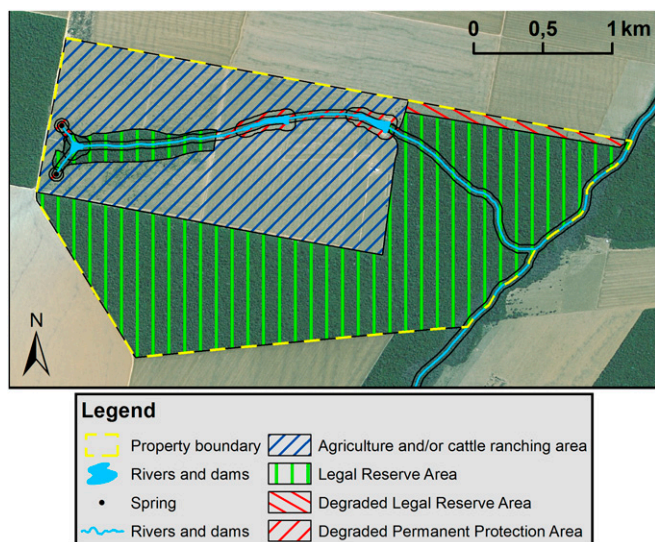 0 0,5 1 km
N
Legend
Property boundary
Agriculture and/or cattle ranching area
Rivers and dams
Legal Reserve Area
Spring
Degraded Legal Reserve Area
Rivers and dams
Degraded Permanent Protection Area